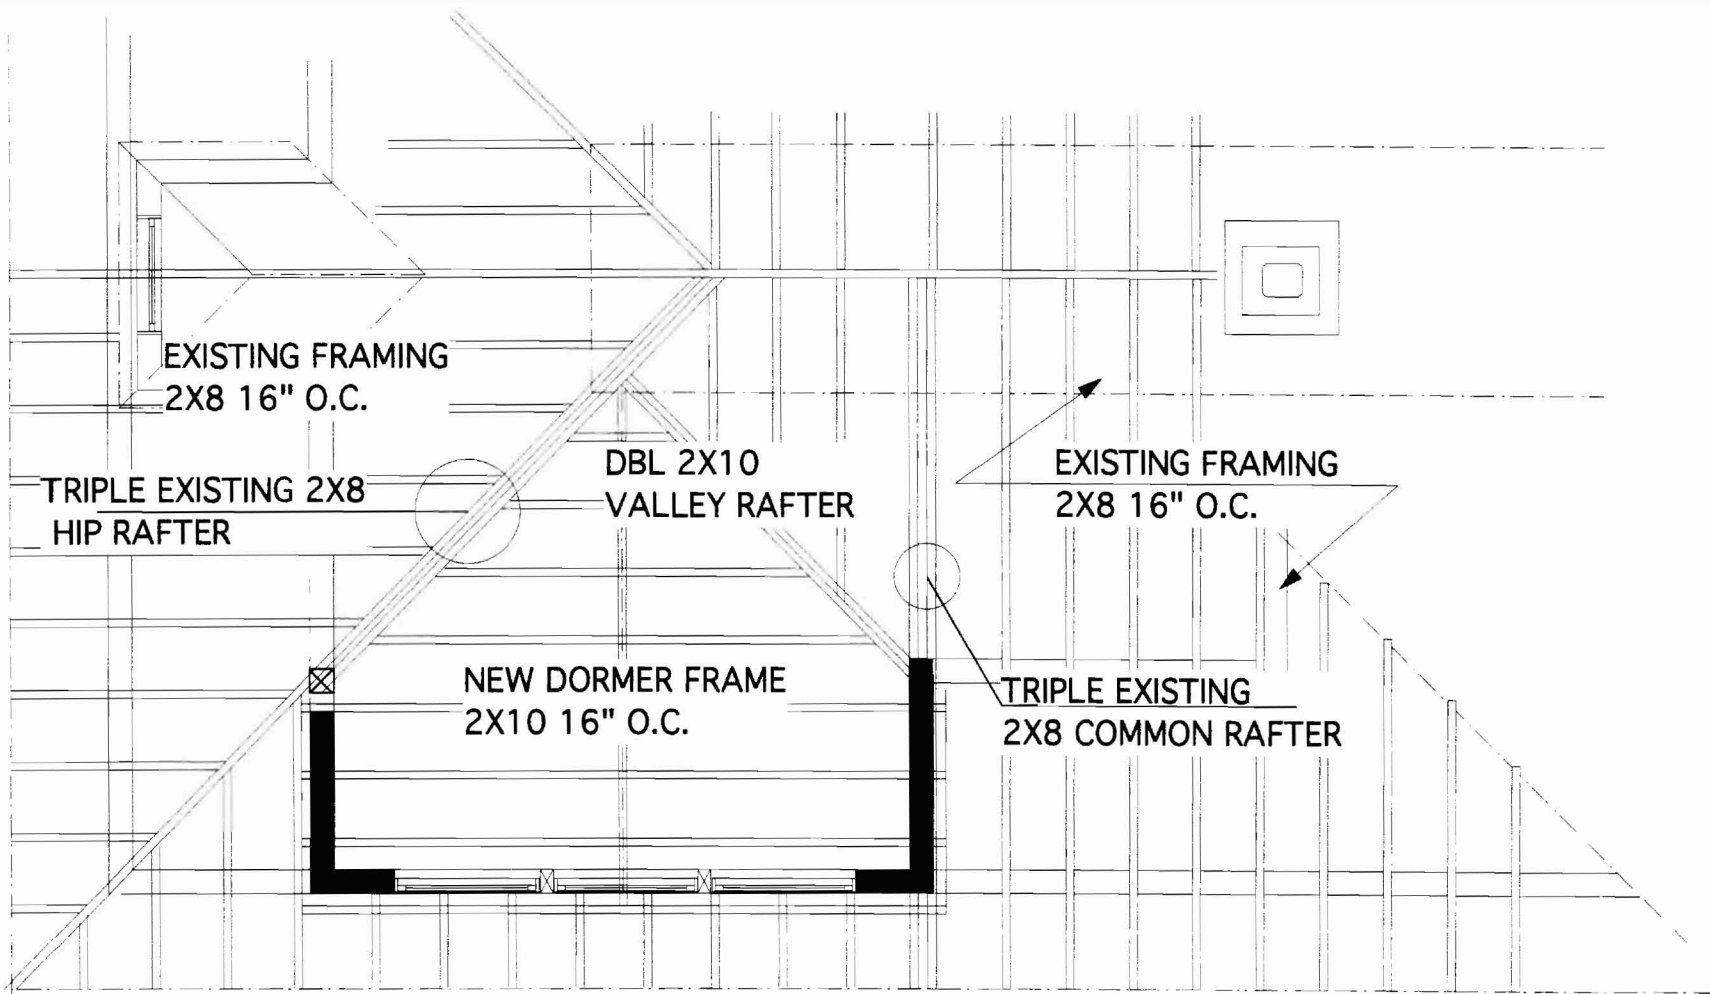 EXISTING FRAMING
2X8 16" O.C.
TRIPLE EXISTING 2X8
HIP RAFTER
DBL 2X10
VALLEY RAFTER
EXISTING FRAMING
2X8 16" O.C.
NEW DORMER FRAME
2X10 16" O.C.
TRIPLE EXISTING
2X8 COMMON RAFTER